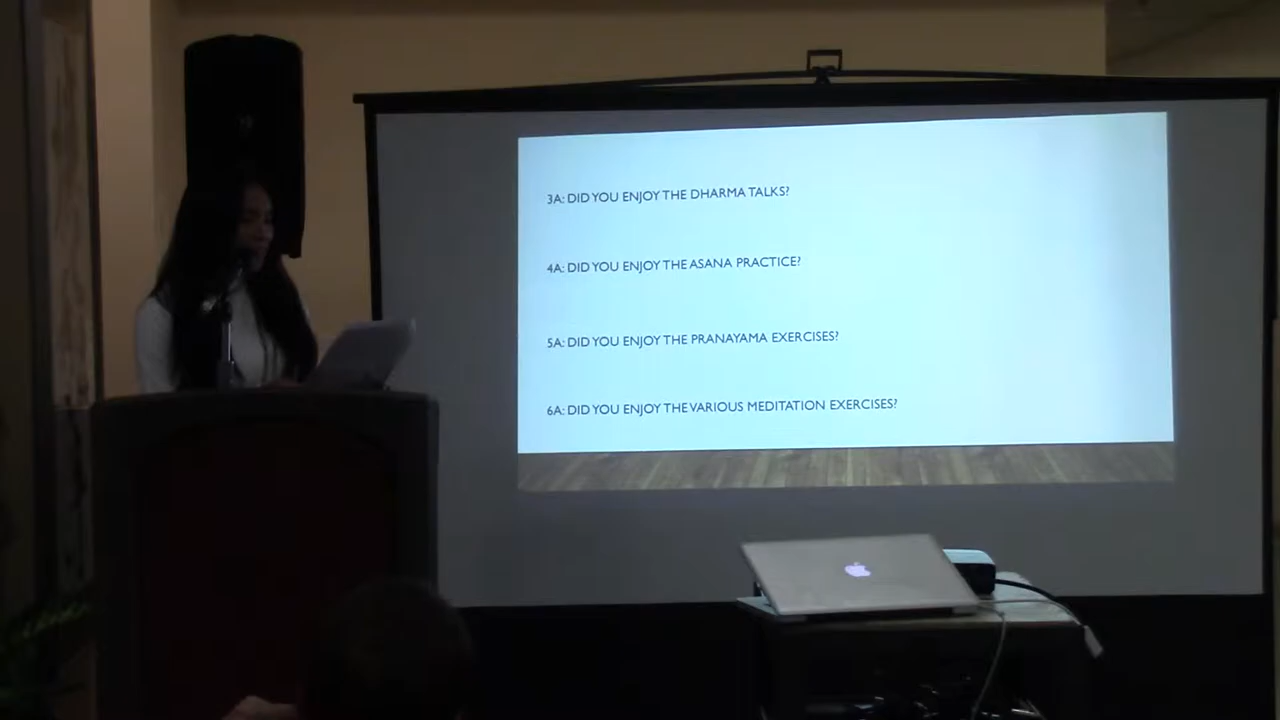 3A: DID YOU ENJOY THE DHARMA TALKS?
4A: DID YOU ENJOY THE ASANA PRACTICE?
5A: DID YOU ENJOY THE PRANAYAMA EXERCISES?
6A: DID YOU ENJOY THE VARIOUS MEDITATION EXERCISES?